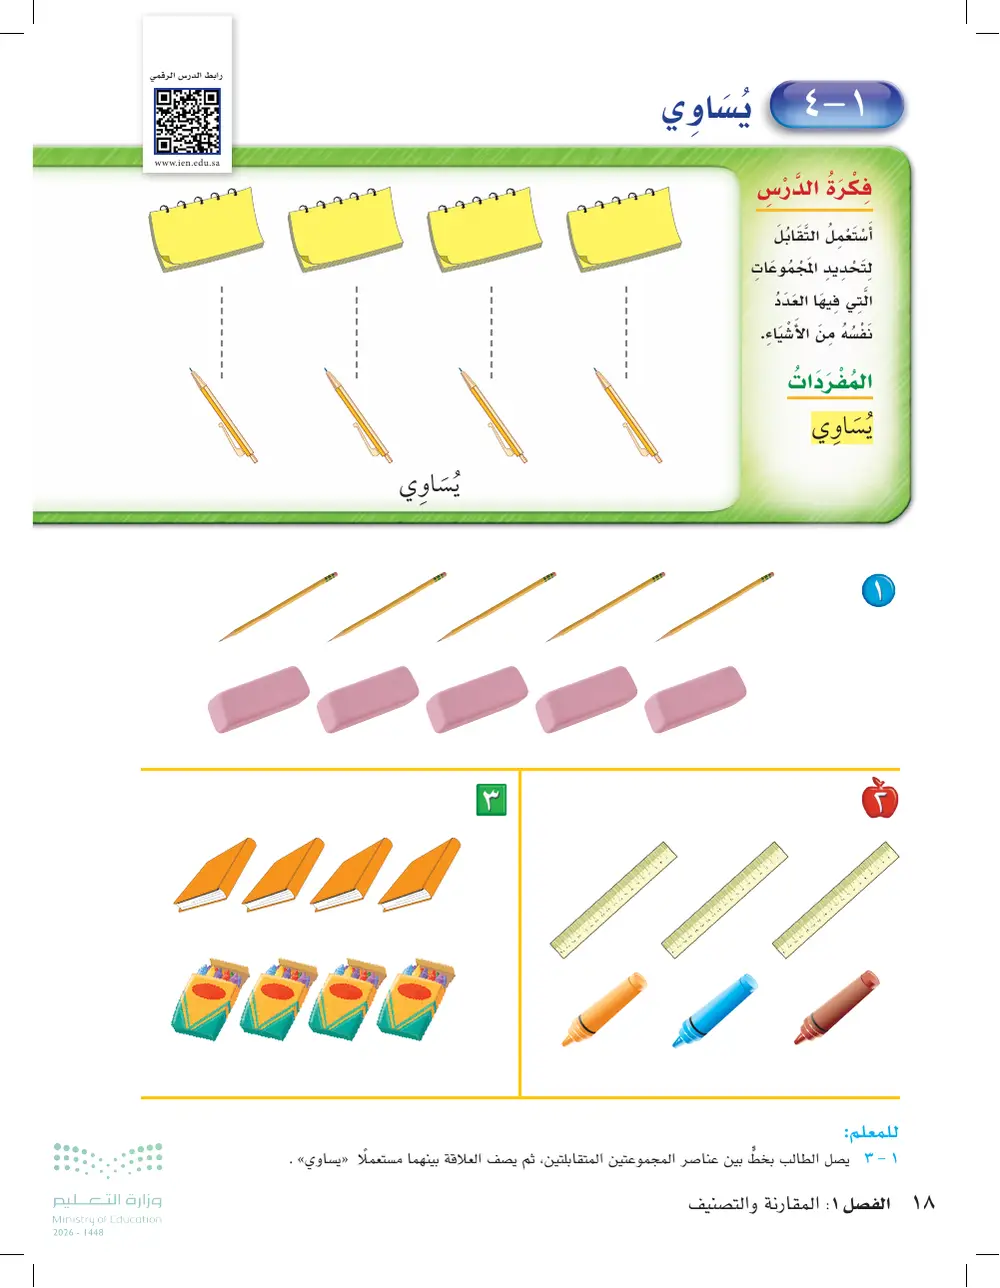 رابط الدرس الرقمي
www.ien.edu.sa
١–٤
يُسَاوِي
فِكْرَةُ الدَّرْسِ
أَسْتَعْمِلُ التَّقَابُلَ
لِتَحْدِيدِ المَجْمُوعَاتِ
الَّتِي فِيهَا العَدَدُ
نَفْسُهُ مِنَ الأَشْيَاءِ.
المُفْرَدَاتُ
يُسَاوِي
يُسَاوِي
١
٢
٣
للمعلم:
١ – ٣ يصل الطالب بخطٍّ بين عناصر المجموعتين المتقابلتين، ثم يصف العلاقة بينهما مستعملًا «يساوي» .
١٨ الفصل ١: المقارنة والتصنيف
وزارة التعليم
Ministry of Education
2026 - 1448